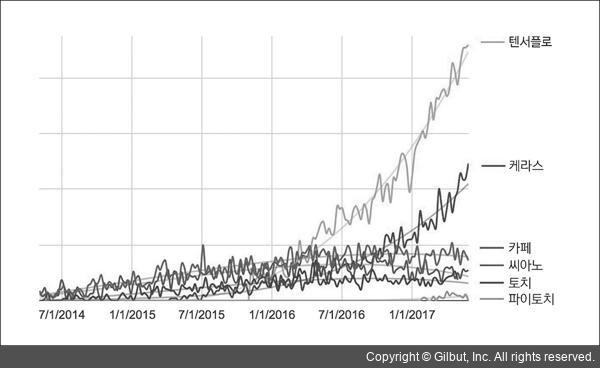 텐서플로
케라스
카페
씨아노
토치
파이토치
7/1/2014 1/1/2015 7/1/2015 1/1/2016 7/1/2016 1/1/2017
Copyright © Gilbut, Inc. All rights reserved.